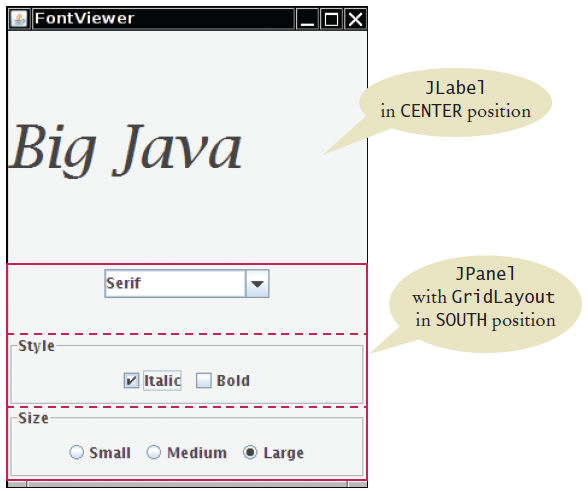 FontViewer
JLabel
in CENTER position
Big Java
Serif
JPanel
with GridLayout
in SOUTH position
Style
Italic Bold
Size
Small Medium Large